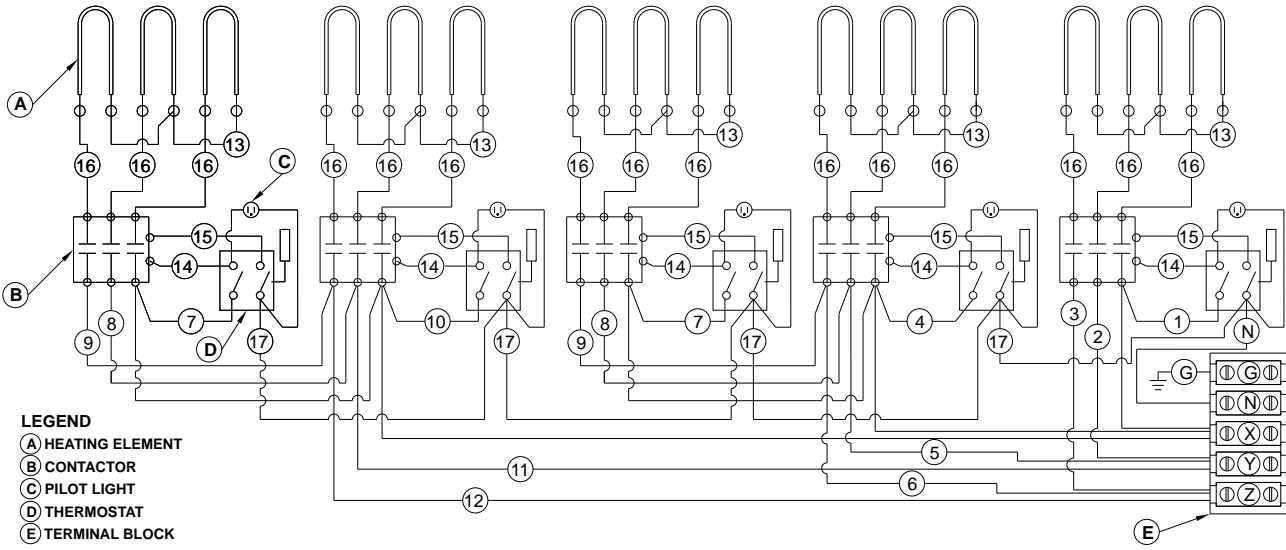 A
13 13 13 13 13
16 16 16 16 16 16 16 16 16 16 16 16 16 16 16
C
15 15 15 15 15
14 14 14 14 14
B
9 8 7 D 17 10 17 9 8 7 17 4 17 3 2 1 N
G G
N
LEGEND
A HEATING ELEMENT
B CONTACTOR
C PILOT LIGHT
D THERMOSTAT
E TERMINAL BLOCK
X
5
11 Y
6
12 Z
E